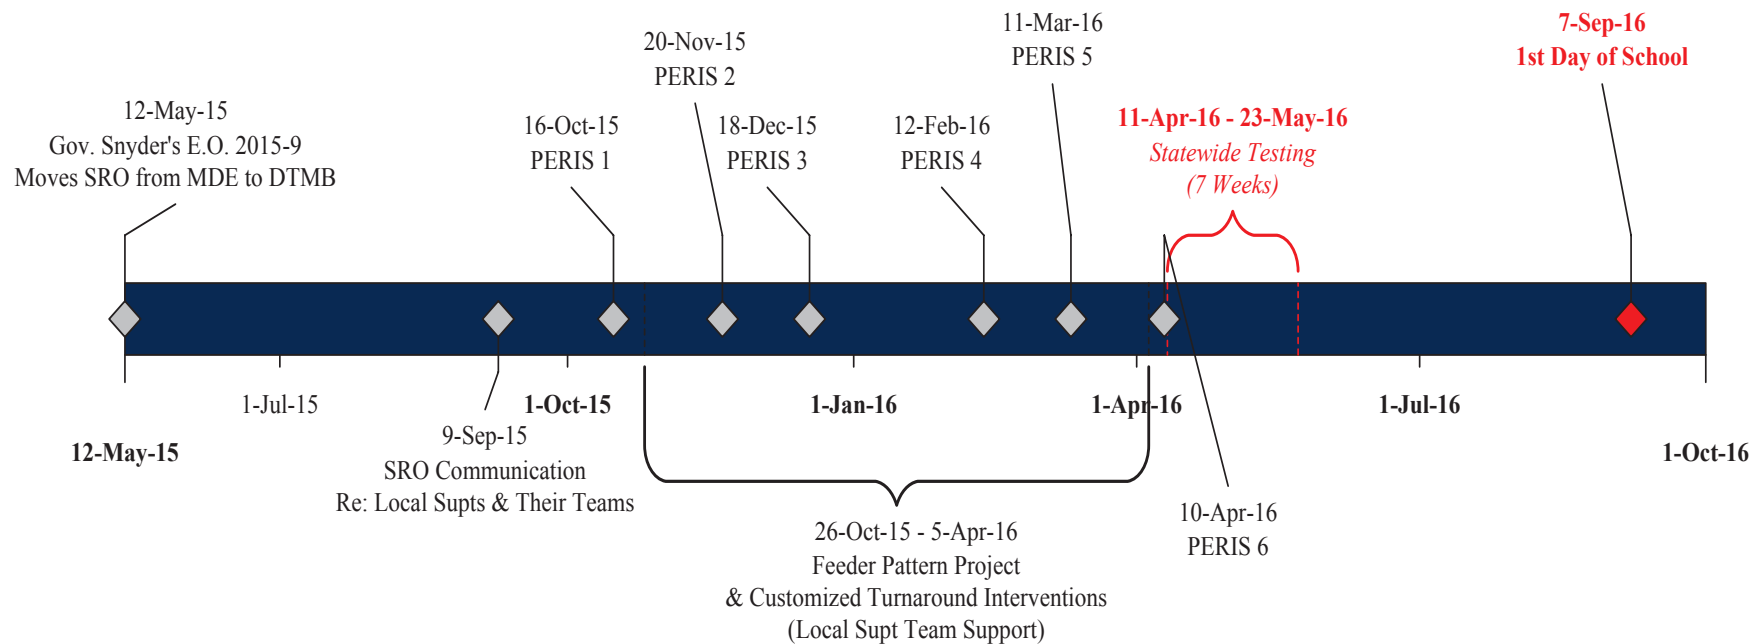 12-May-15
Gov. Snyder's E.O. 2015-9
Moves SRO from MDE to DTMB
16-Oct-15
PERIS 1
20-Nov-15
PERIS 2
18-Dec-15
PERIS 3
12-Feb-16
PERIS 4
11-Mar-16
PERIS 5
11-Apr-16 - 23-May-16
Statewide Testing
(7 Weeks)
7-Sep-16
1st Day of School
1-Jul-15
1-Oct-15
1-Jan-16
1-Apr-16
1-Jul-16
12-May-15
1-Oct-16
9-Sep-15
SRO Communication
Re: Local Supts & Their Teams
26-Oct-15 - 5-Apr-16
Feeder Pattern Project
& Customized Turnaround Interventions
(Local Supt Team Support)
10-Apr-16
PERIS 6